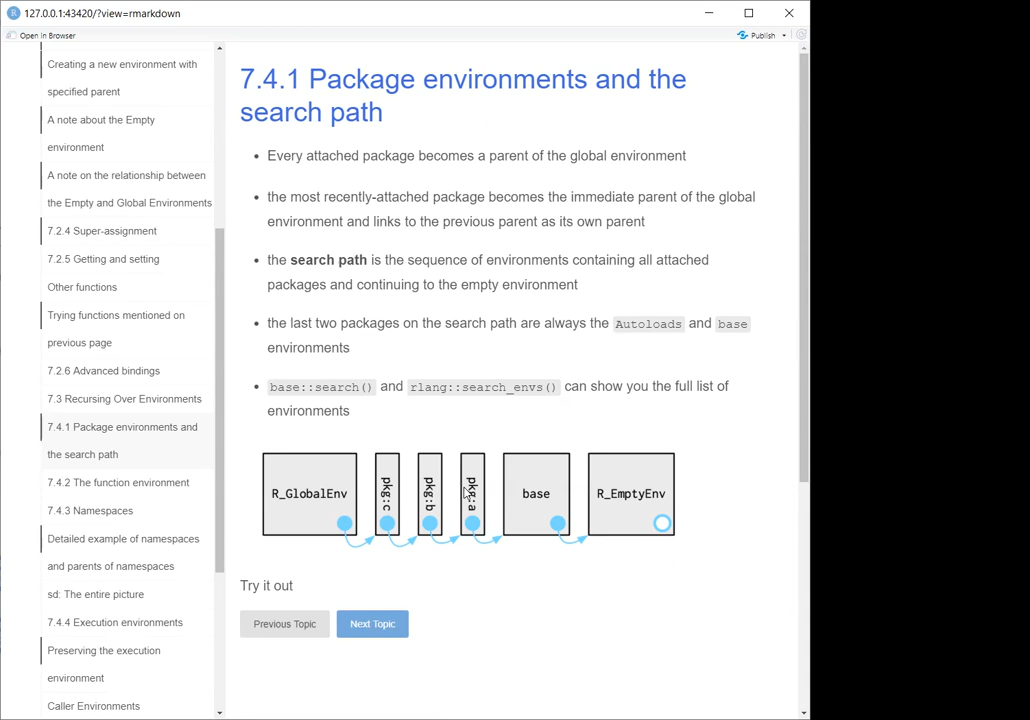 127.0.0.1:43420/?view=rmarkdown
Open in Browser
Publish
Creating a new environment with
specified parent
A note about the Empty
environment
A note on the relationship between
the Empty and Global Environments
7.2.4 Super-assignment
7.2.5 Getting and setting
Other functions
Trying functions mentioned on
previous page
7.2.6 Advanced bindings
7.3 Recursing Over Environments
7.4.1 Package environments and
the search path
7.4.2 The function environment
7.4.3 Namespaces
Detailed example of namespaces
and parents of namespaces
sd: The entire picture
7.4.4 Execution environments
Preserving the execution
environment
Caller Environments
7.4.1 Package environments and the
search path
• Every attached package becomes a parent of the global environment
• the most recently-attached package becomes the immediate parent of the global
environment and links to the previous parent as its own parent
• the search path is the sequence of environments containing all attached
packages and continuing to the empty environment
• the last two packages on the search path are always the Autoloads and base
environments
• base::search() and rlang::search_envs() can show you the full list of
environments
R_GlobalEnv
pkg:c
pkg:b
pkg:a
base
R_EmptyEnv
Try it out
Previous Topic
Next Topic